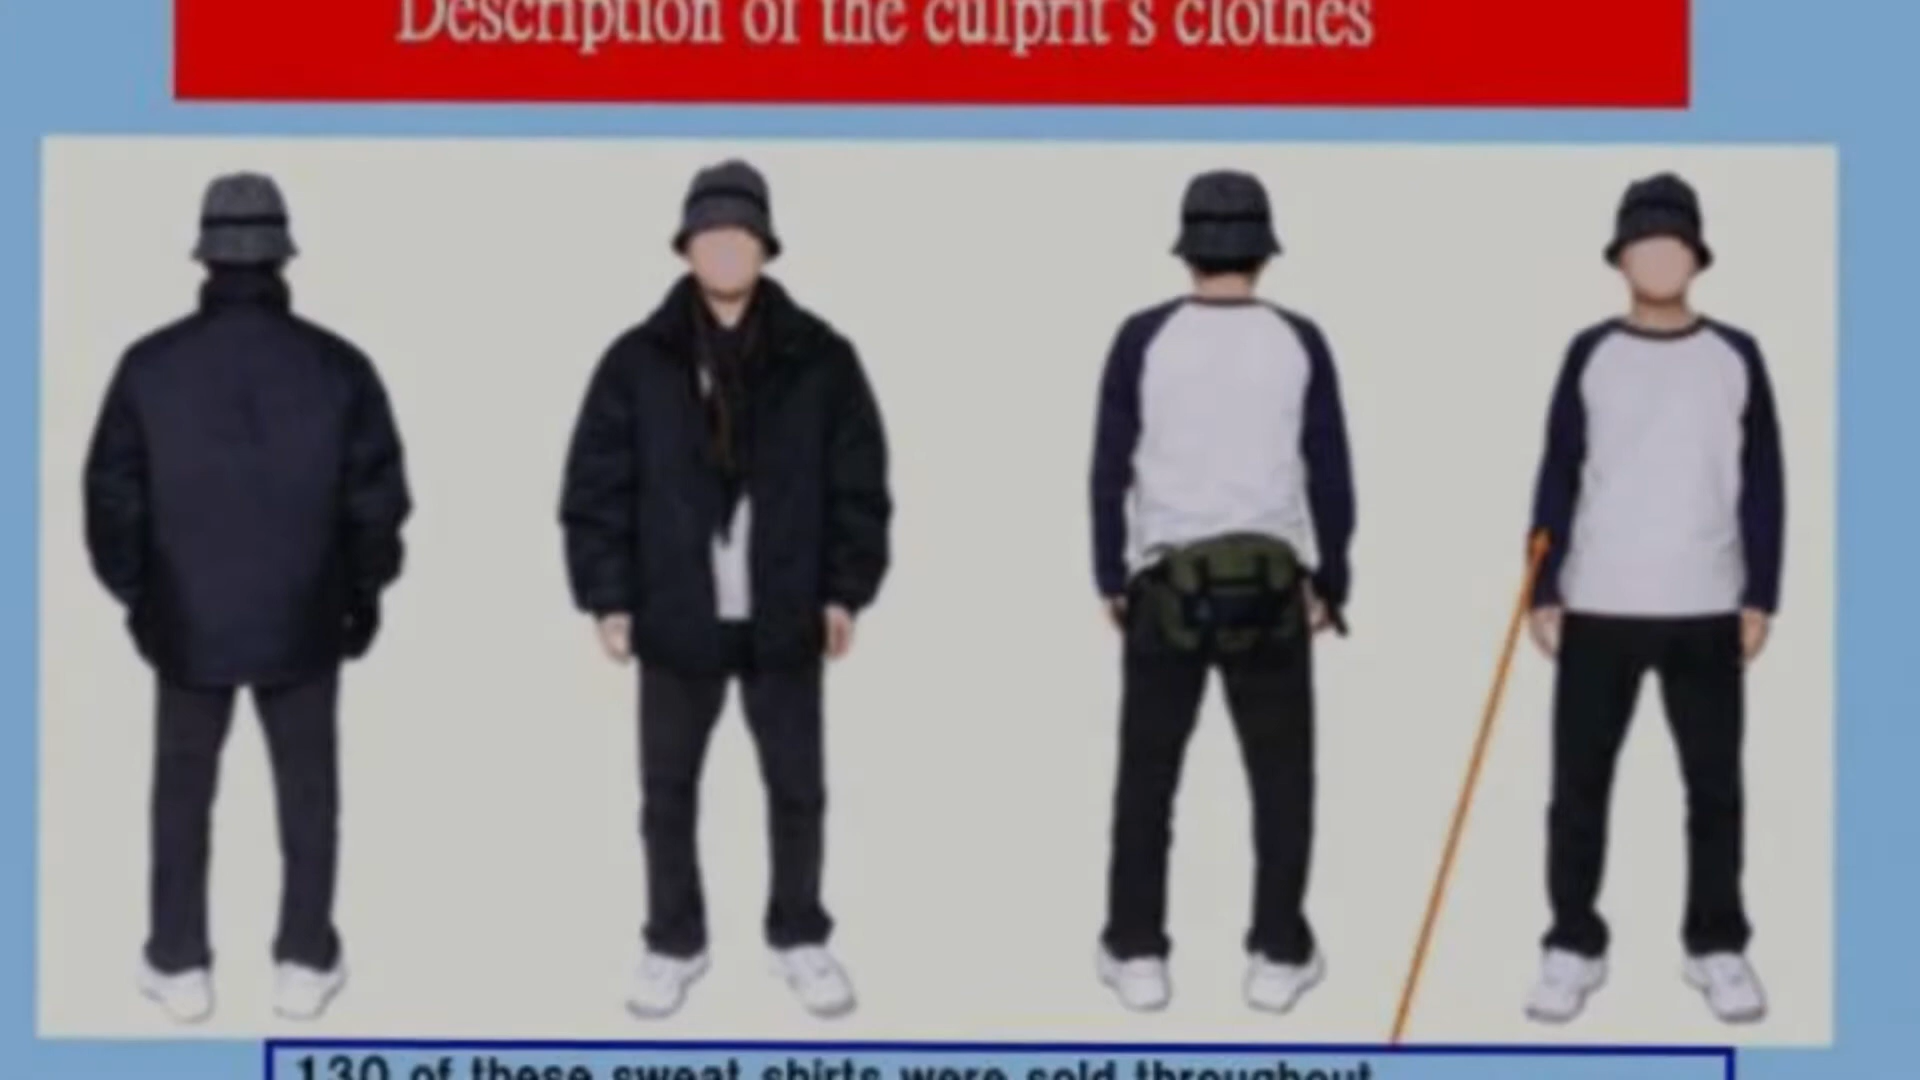 Description of the culprit's clothes
130 of these sweat shirts were sold throughout